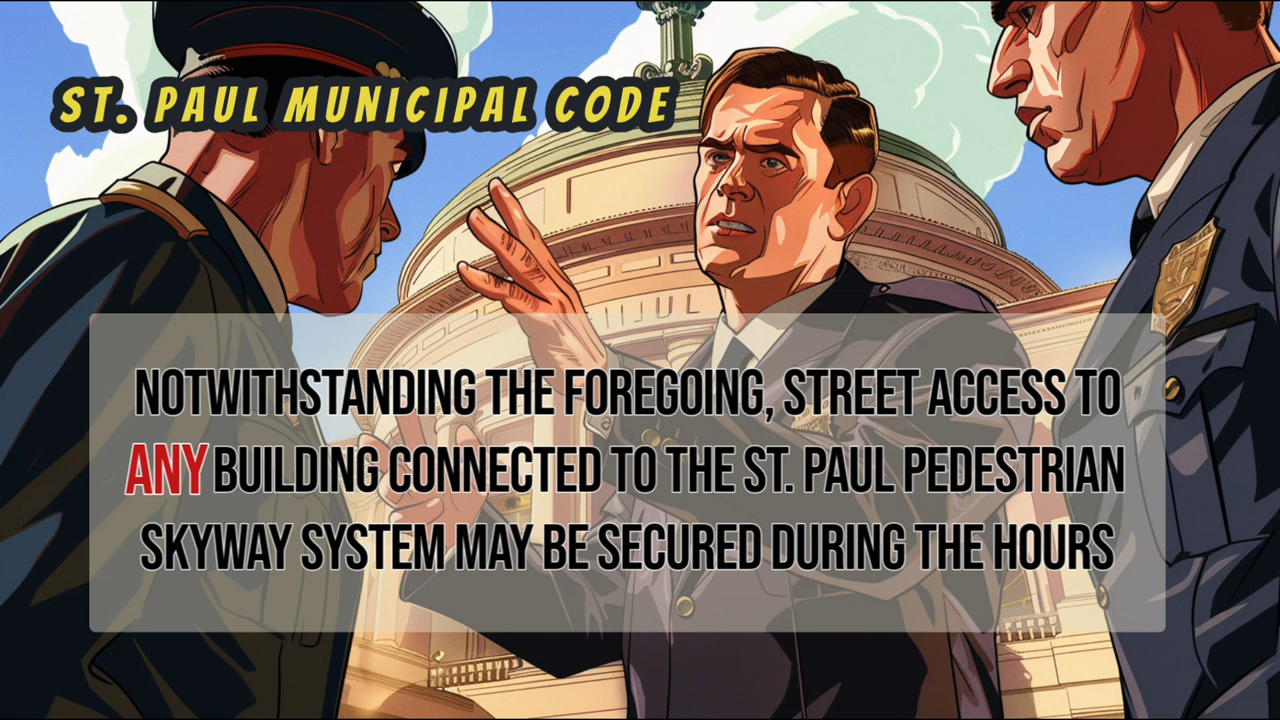 ST. PAUL MUNICIPAL CODE
NOTWITHSTANDING THE FOREGOING, STREET ACCESS TO
ANY BUILDING CONNECTED TO THE ST. PAUL PEDESTRIAN
SKYWAY SYSTEM MAY BE SECURED DURING THE HOURS